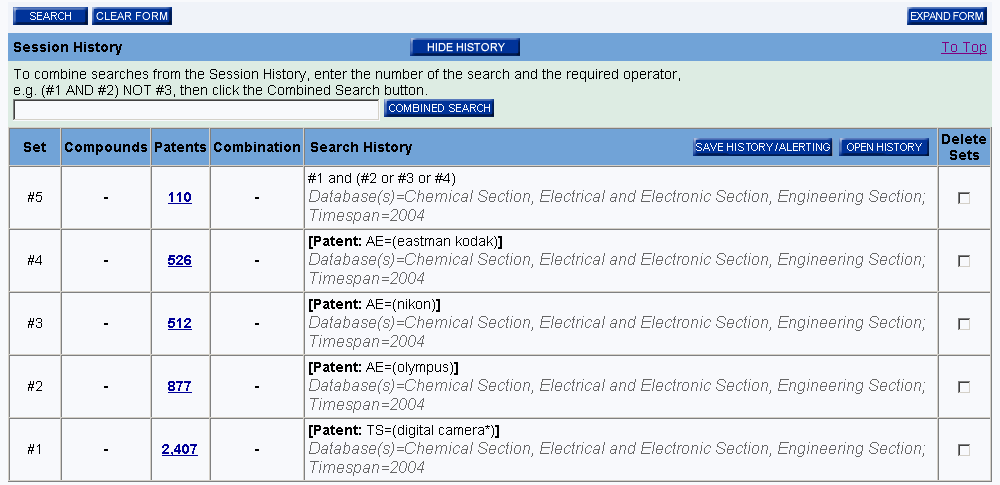 SEARCH CLEAR FORM EXPAND FORM
Session History HIDE HISTORY To Top
To combine searches from the Session History, enter the number of the search and the required operator,
e.g. (#1 AND #2) NOT #3, then click the Combined Search button.
COMBINED SEARCH
Set Compounds Patents Combination Search History SAVE HISTORY/ALERTING OPEN HISTORY Delete Sets
#5 - 110 - #1 and (#2 or #3 or #4)
Database(s)=Chemical Section, Electrical and Electronic Section, Engineering Section;
Timespan=2004
#4 - 526 - [Patent: AE=(eastman kodak)]
Database(s)=Chemical Section, Electrical and Electronic Section, Engineering Section;
Timespan=2004
#3 - 512 - [Patent: AE=(nikon)]
Database(s)=Chemical Section, Electrical and Electronic Section, Engineering Section;
Timespan=2004
#2 - 877 - [Patent: AE=(olympus)]
Database(s)=Chemical Section, Electrical and Electronic Section, Engineering Section;
Timespan=2004
#1 - 2,407 - [Patent: TS=(digital camera*)]
Database(s)=Chemical Section, Electrical and Electronic Section, Engineering Section;
Timespan=2004